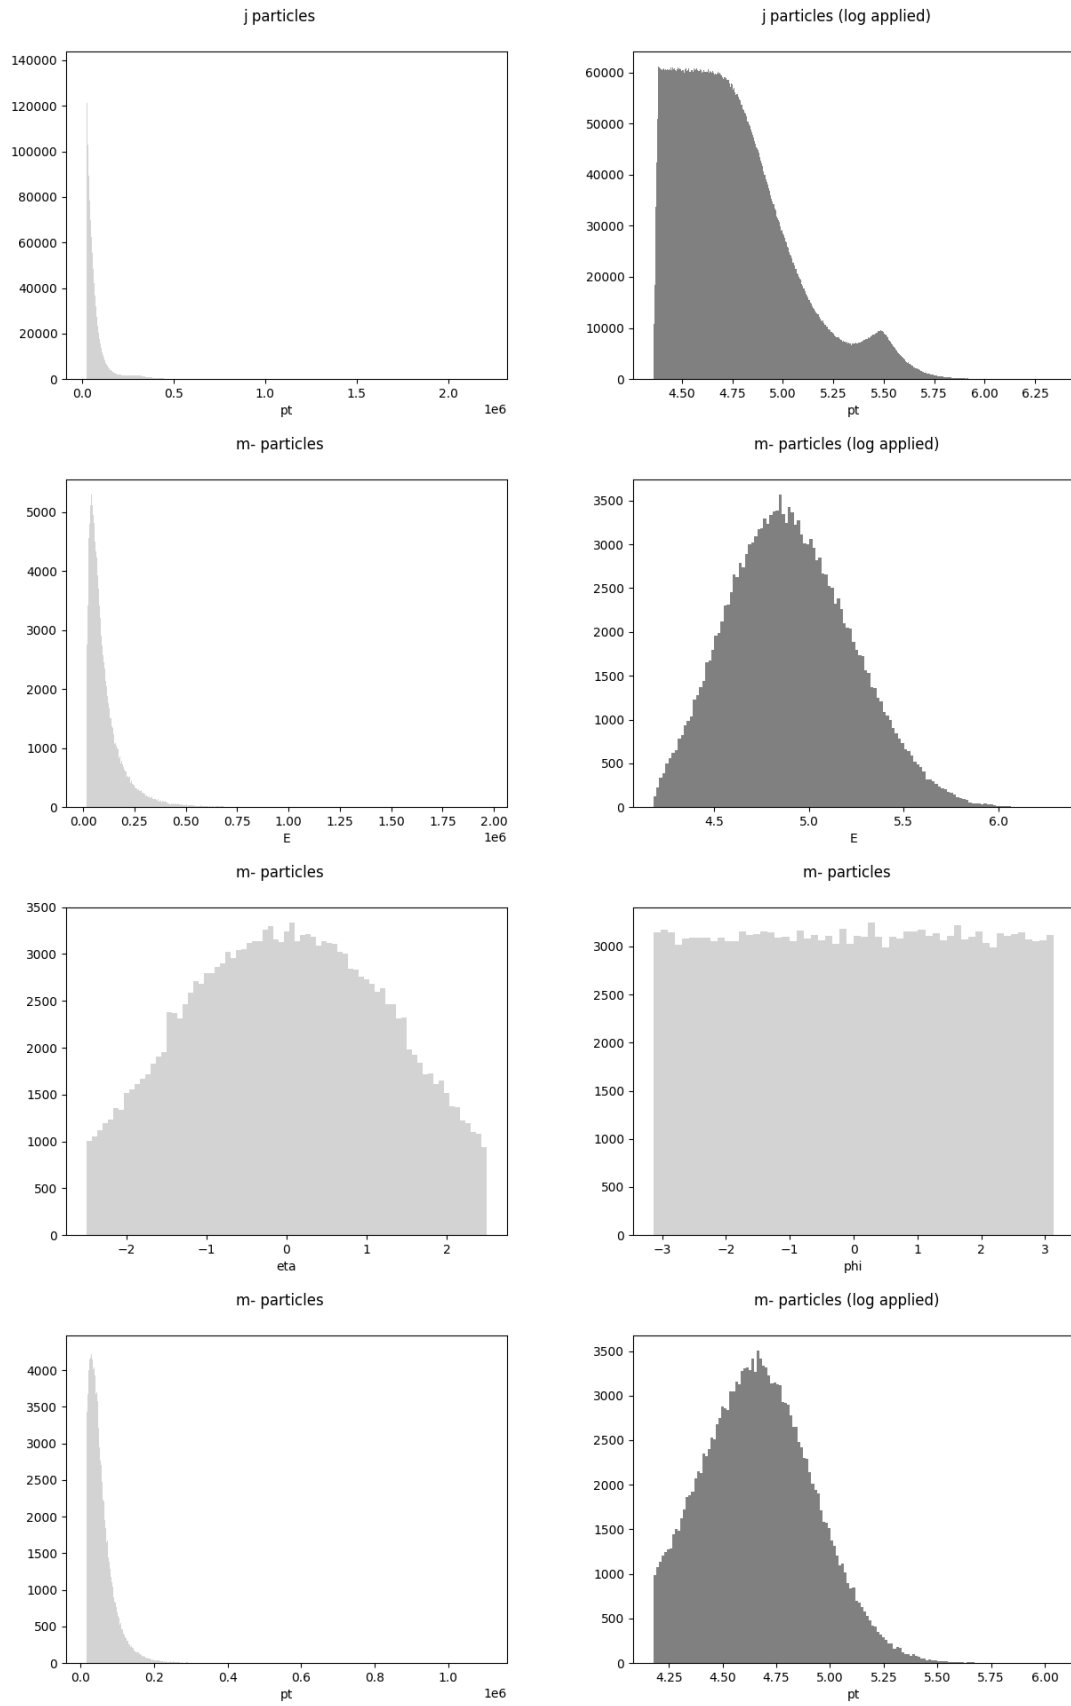 j particles
j particles (log applied)
140000
120000
100000
80000
60000
40000
20000
0
0.0 0.5 1.0 1.5 2.0
1e6
pt
60000
50000
40000
30000
20000
10000
0
4.50 4.75 5.00 5.25 5.50 5.75 6.00 6.25
pt
m- particles
m- particles (log applied)
5000
4000
3000
2000
1000
0
0.00 0.25 0.50 0.75 1.00 1.25 1.50 1.75 2.00
1e6
E
3500
3000
2500
2000
1500
1000
500
0
4.5 5.0 5.5 6.0
E
m- particles
m- particles
3500
3000
2500
2000
1500
1000
500
0
−2 −1 0 1 2
eta
3000
2500
2000
1500
1000
500
0
−3 −2 −1 0 1 2 3
phi
m- particles
m- particles (log applied)
4000
3500
3000
2500
2000
1500
1000
500
0
0.0 0.2 0.4 0.6 0.8 1.0
1e6
pt
3500
3000
2500
2000
1500
1000
500
0
4.25 4.50 4.75 5.00 5.25 5.50 5.75 6.00
pt